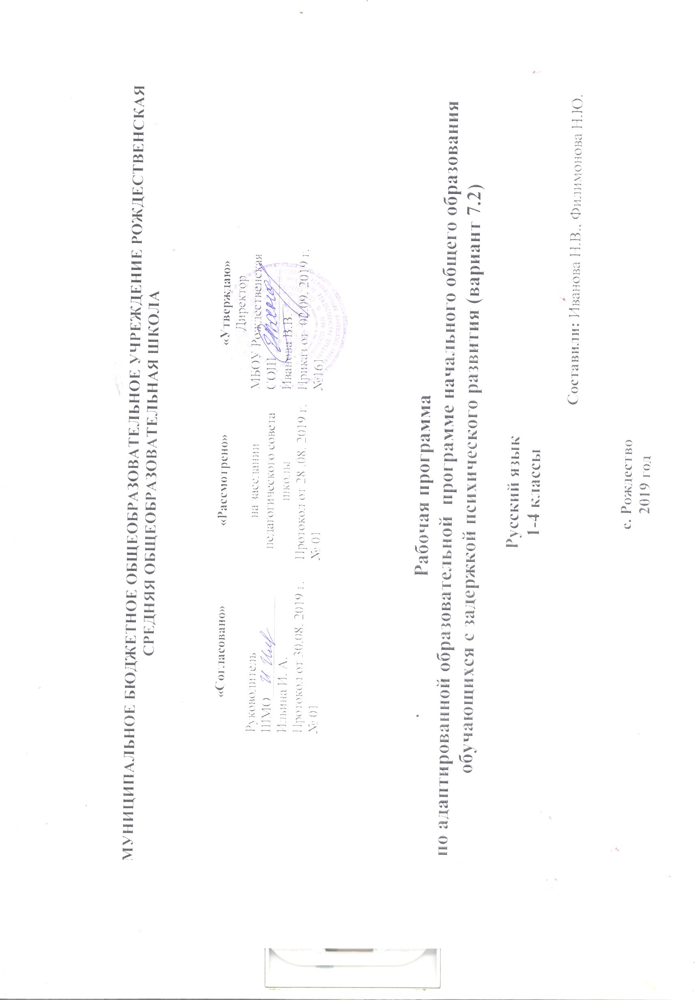 МУНИЦИПАЛЬНОЕ БЮДЖЕТНОЕ ОБЩЕОБРАЗОВАТЕЛЬНОЕ УЧРЕЖДЕНИЕ РОЖДЕСТВЕНСКАЯ
СРЕДНЯЯ ОБЩЕОБРАЗОВАТЕЛЬНАЯ ШКОЛА
«Согласовано»
Руководитель
ШМО
Ильина И. А.
Протокол от 30.08. 2019 г.
№ 01
«Рассмотрено»
на заседании
педагогического совета
школы
Протокол от 28 .08. 2019 г.
№ 01
«Утверждаю»
Директор
МБОУ Рождественская
СОШ
Иванова В.В.
Приказ от 02.09. 2019 г.
№161
Рабочая программа
по адаптированной образовательной программе начального общего образования
обучающихся с задержкой психического развития (вариант 7.2)
Русский язык
1-4 классы
Составили: Иванова Н.В., Филимонова Н.Ю.
с. Рождество
2019 год